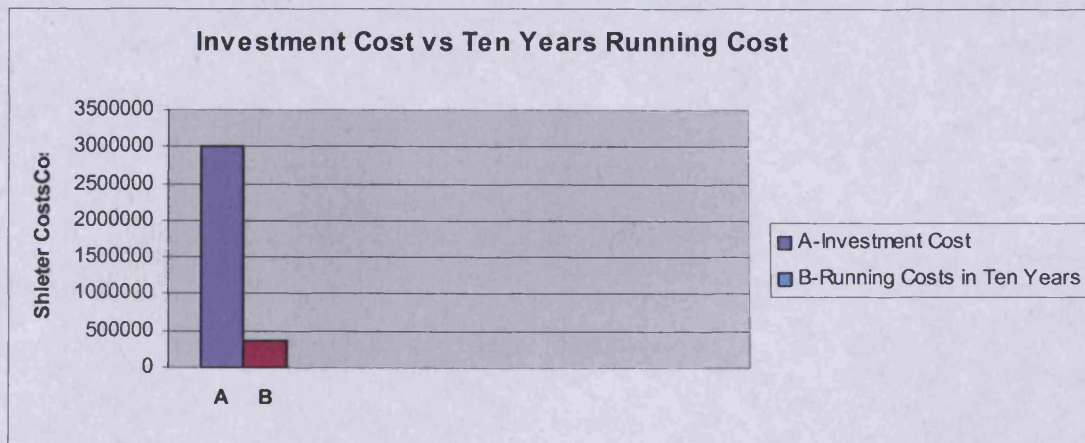 Investment Cost vs Ten Years Running Cost
3500000
3000000
2500000
2000000
1500000
1000000
500000
0
Shleter CostsCo
A B
A-Investment Cost
B-Running Costs in Ten Years